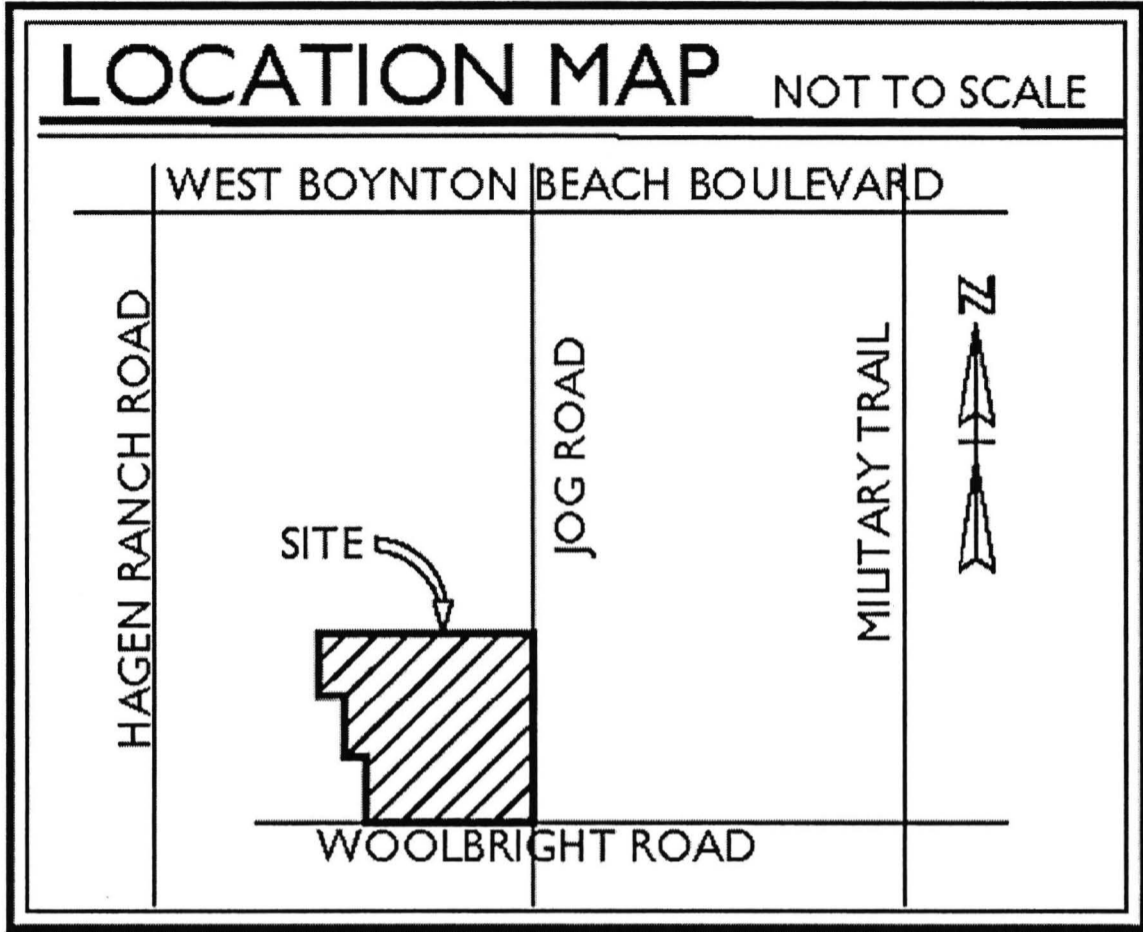 LOCATION MAP NOT TO SCALE
WEST BOYNTON BEACH BOULEVARD
HAGEN RANCH ROAD
JOG ROAD
MILITARY TRAIL
N
SITE
WOOLBRIGHT ROAD